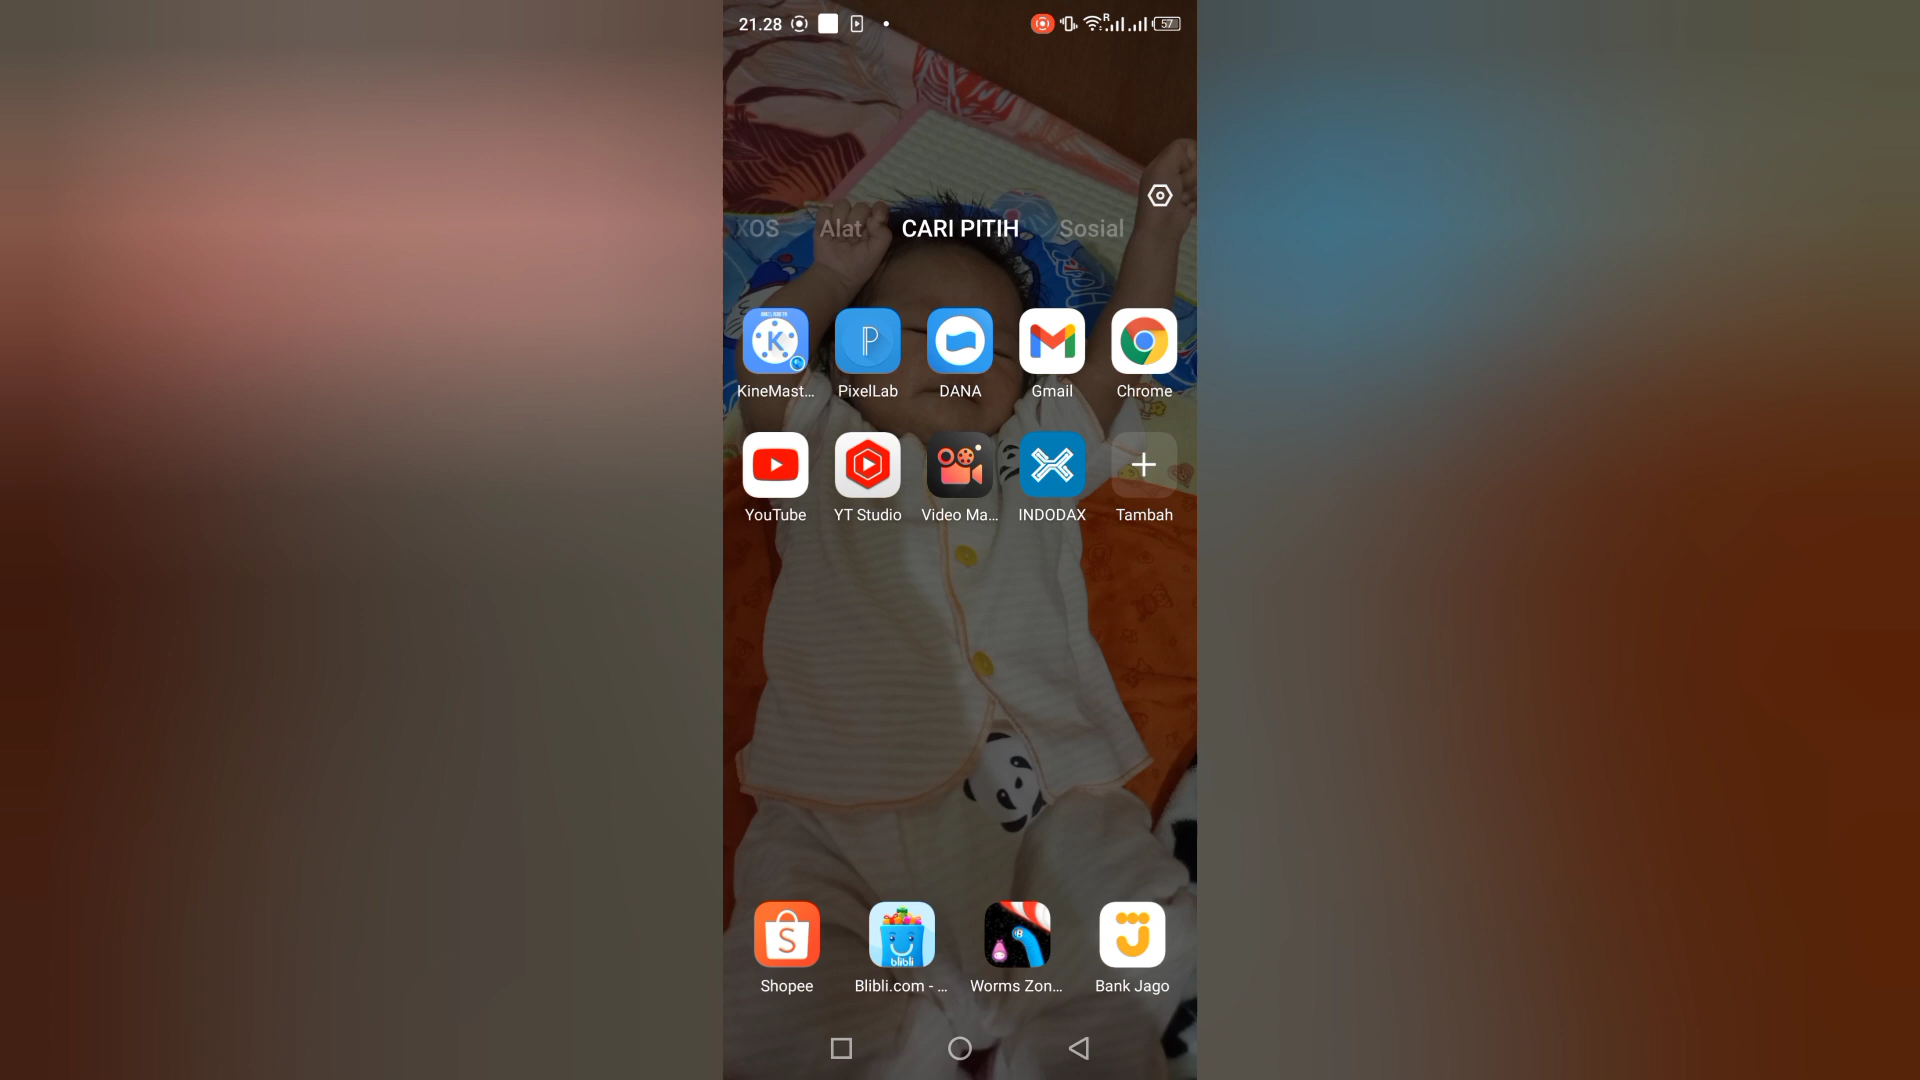 21.28
R
57
XOS Alat CARI PITIH Sosial
KineMast... PixelLab DANA Gmail Chrome
YouTube YT Studio Video Ma... INDODAX Tambah
blibli
Shopee Blibli.com - ... Worms Zon... Bank Jago